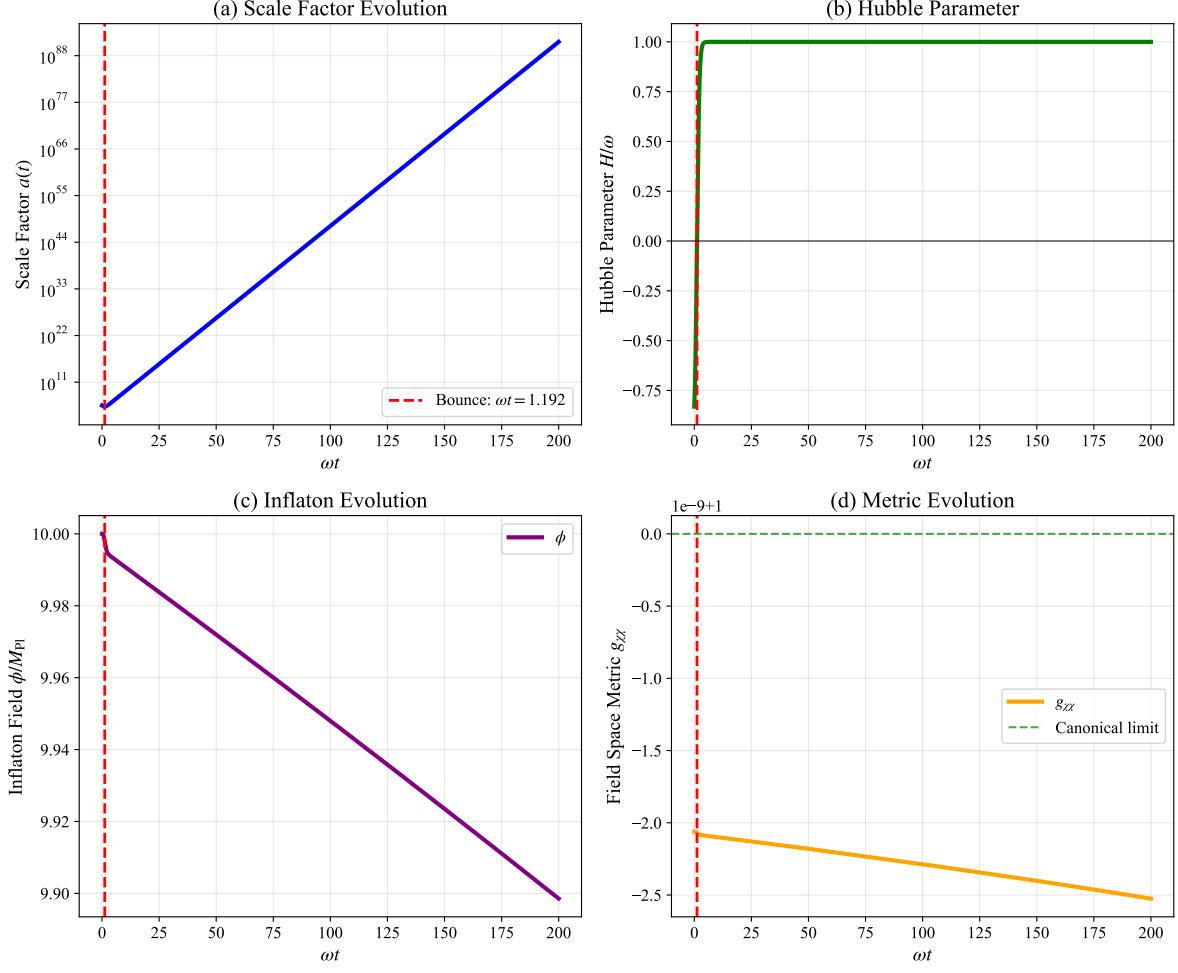 (a) Scale Factor Evolution
Scale Factor a(t)
10^88
10^77
10^66
10^55
10^44
10^33
10^22
10^11
Bounce: ωt = 1.192
0 25 50 75 100 125 150 175 200
ωt
(b) Hubble Parameter
Hubble Parameter H/ω
1.00
0.75
0.50
0.25
0.00
−0.25
−0.50
−0.75
0 25 50 75 100 125 150 175 200
ωt
(c) Inflaton Evolution
Inflaton Field ϕ/M_Pl
10.00
9.98
9.96
9.94
9.92
9.90
ϕ
0 25 50 75 100 125 150 175 200
ωt
(d) Metric Evolution
1e−9+1
Field Space Metric g_χχ
0.0
−0.5
−1.0
−1.5
−2.0
−2.5
g_χχ
Canonical limit
0 25 50 75 100 125 150 175 200
ωt